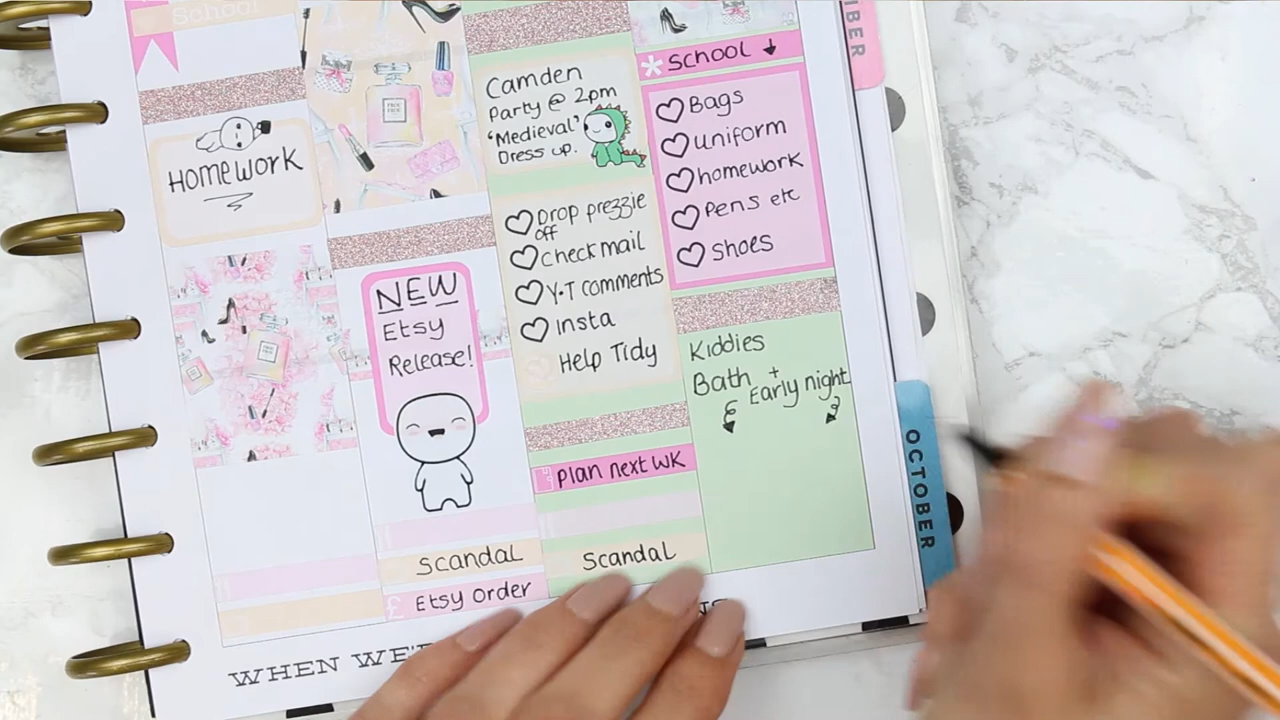 School
HOMEWORK
NEW
Etsy
Release!
Scandal
£ Etsy order
Camden
Party @ 2pm
'Medieval'
Dress up.
Drop prezzie
off
Check mail
Y.T comments
Insta
Help Tidy
Plan next WK
Scandal
* School ↓
Bags
Uniform
homework
Pens etc
Shoes
Kiddies
Bath + Early night
BER
OCTOBER
WHEN WE'